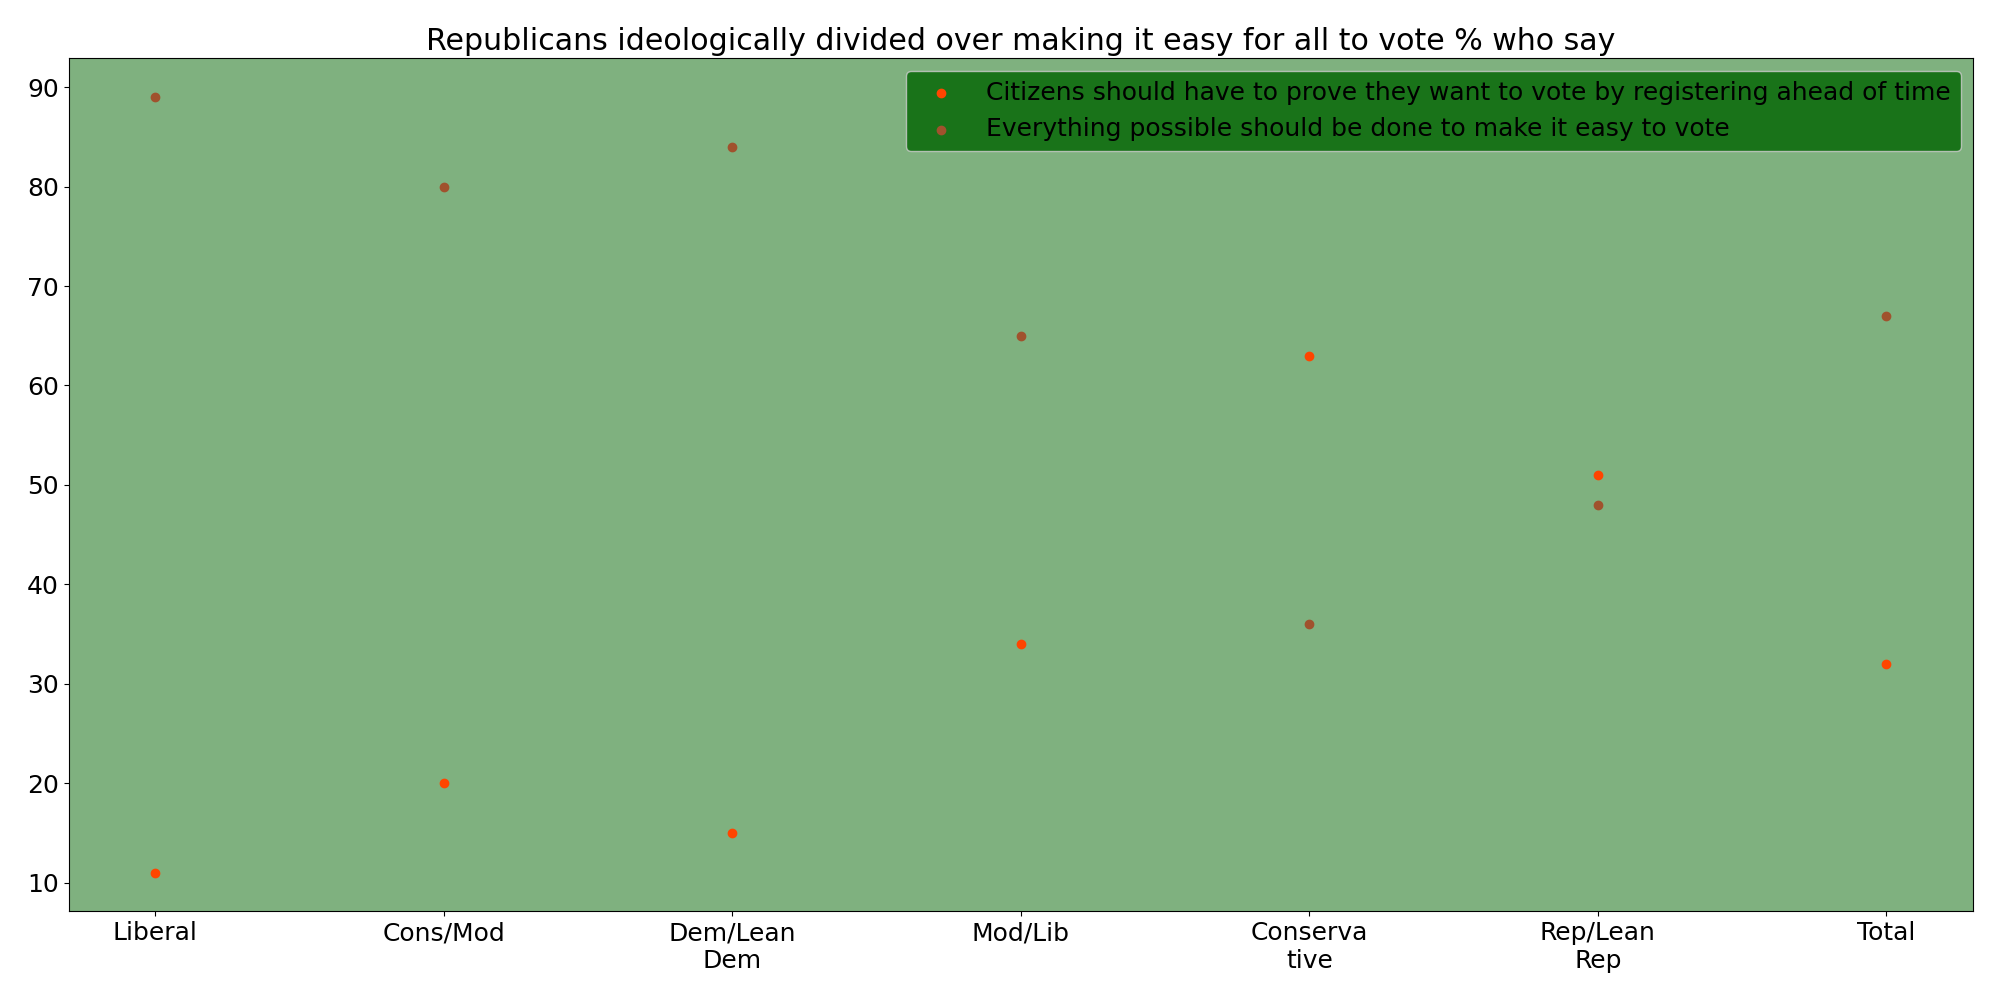 Republicans ideologically divided over making it easy for all to vote % who say
Citizens should have to prove they want to vote by registering ahead of time
Everything possible should be done to make it easy to vote
90
80
70
60
50
40
30
20
10
Liberal
Cons/Mod
Dem/Lean
Dem
Mod/Lib
Conserva
tive
Rep/Lean
Rep
Total